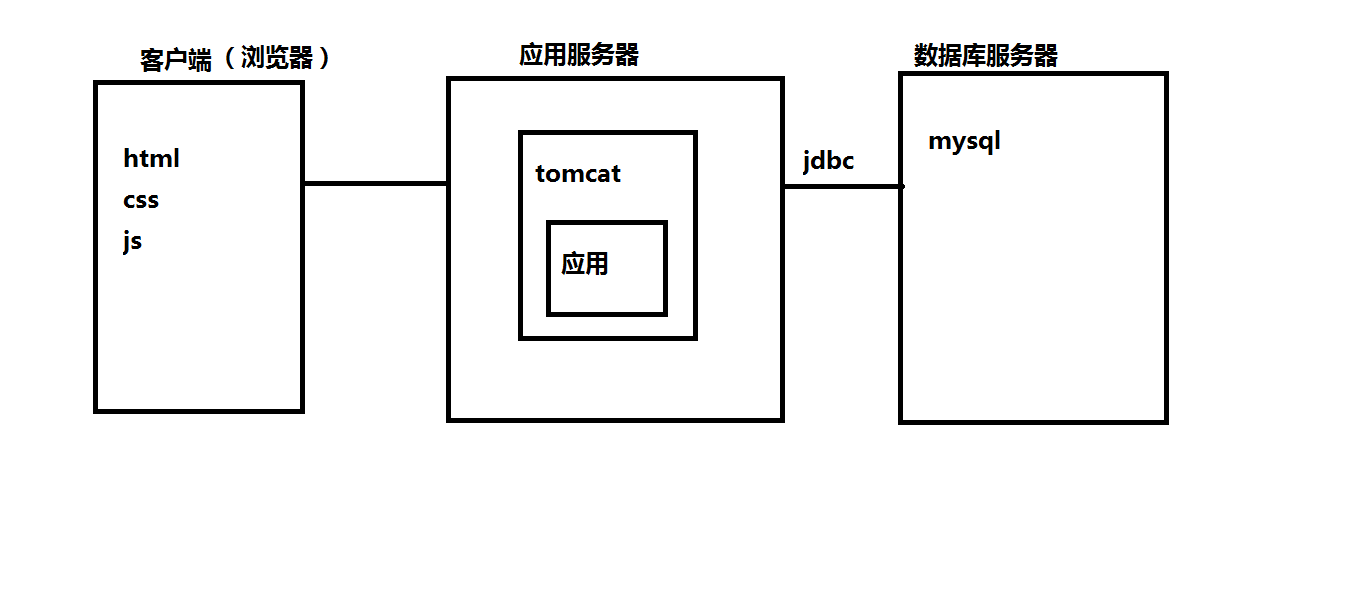 客户端（浏览器）
html
css
js
应用服务器
tomcat
应用
jdbc
数据库服务器
mysql